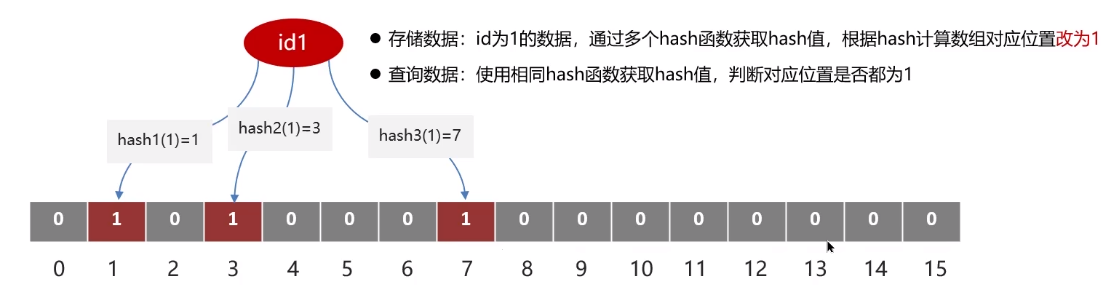 id1
● 存储数据：id为1的数据，通过多个hash函数获取hash值，根据hash计算数组对应位置改为1
● 查询数据：使用相同hash函数获取hash值，判断对应位置是否都为1
hash1(1)=1
hash2(1)=3
hash3(1)=7
0 1 0 1 0 0 0 1 0 0 0 0 0 0 0 0
0 1 2 3 4 5 6 7 8 9 10 11 12 13 14 15